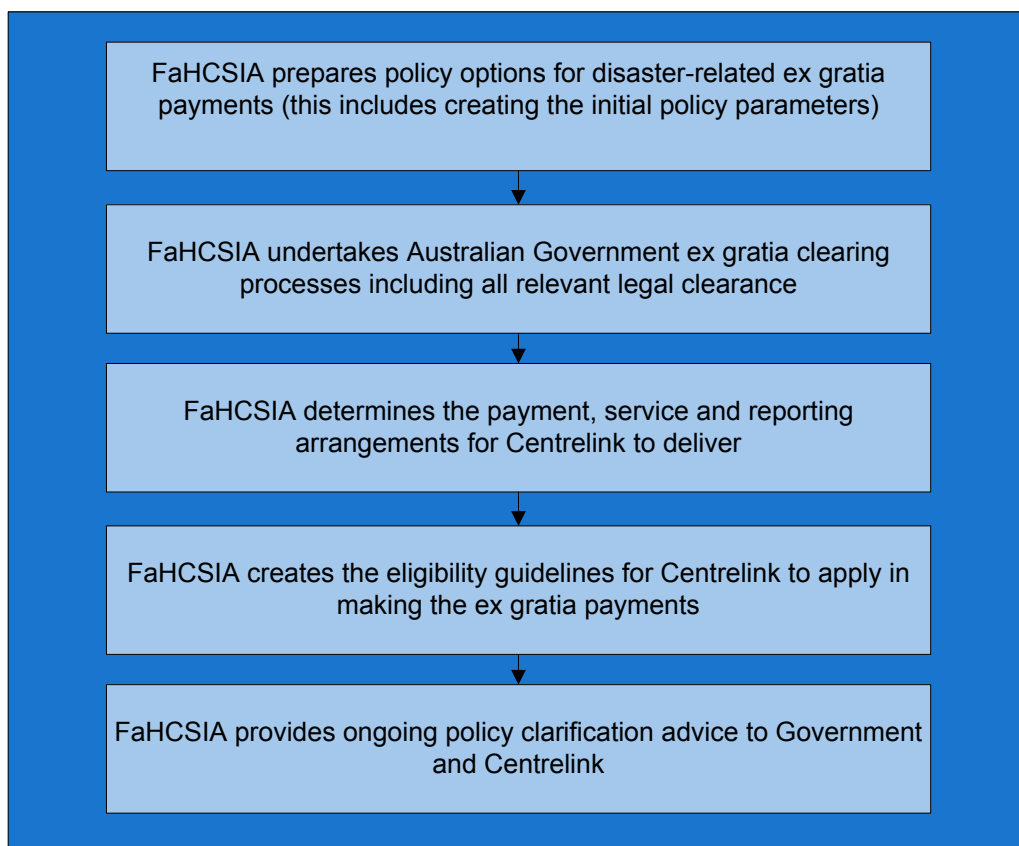 FaHCSIA prepares policy options for disaster-related ex gratia
payments (this includes creating the initial policy parameters)
FaHCSIA undertakes Australian Government ex gratia clearing
processes including all relevant legal clearance
FaHCSIA determines the payment, service and reporting
arrangements for Centrelink to deliver
FaHCSIA creates the eligibility guidelines for Centrelink to apply in
making the ex gratia payments
FaHCSIA provides ongoing policy clarification advice to Government
and Centrelink